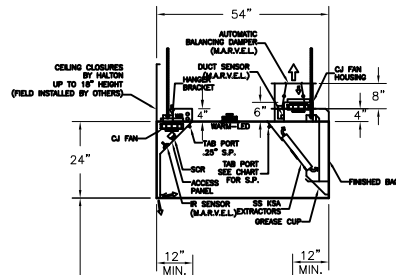 54"
AUTOMATIC
BALANCING DAMPER
(M.A.R.V.E.L.)
CEILING CLOSURES
BY HALTON
UP TO 18" HEIGHT
(FIELD INSTALLED BY OTHERS)
DUCT SENSOR
(M.A.R.V.E.L.)
HANGER
BRACKET
CJ FAN
HOUSING
8"
4"
6"
4"
WARM-LED
CJ FAN
24"
TAB PORT
.25" S.P.
TAB PORT
SEE CHART
FOR S.P.
SCR
ACCESS
PANEL
IR SENSOR
(M.A.R.V.E.L.)
SS KSA
EXTRACTORS
FINISHED BAC
GREASE CUP
12"
MIN.
12"
MIN.